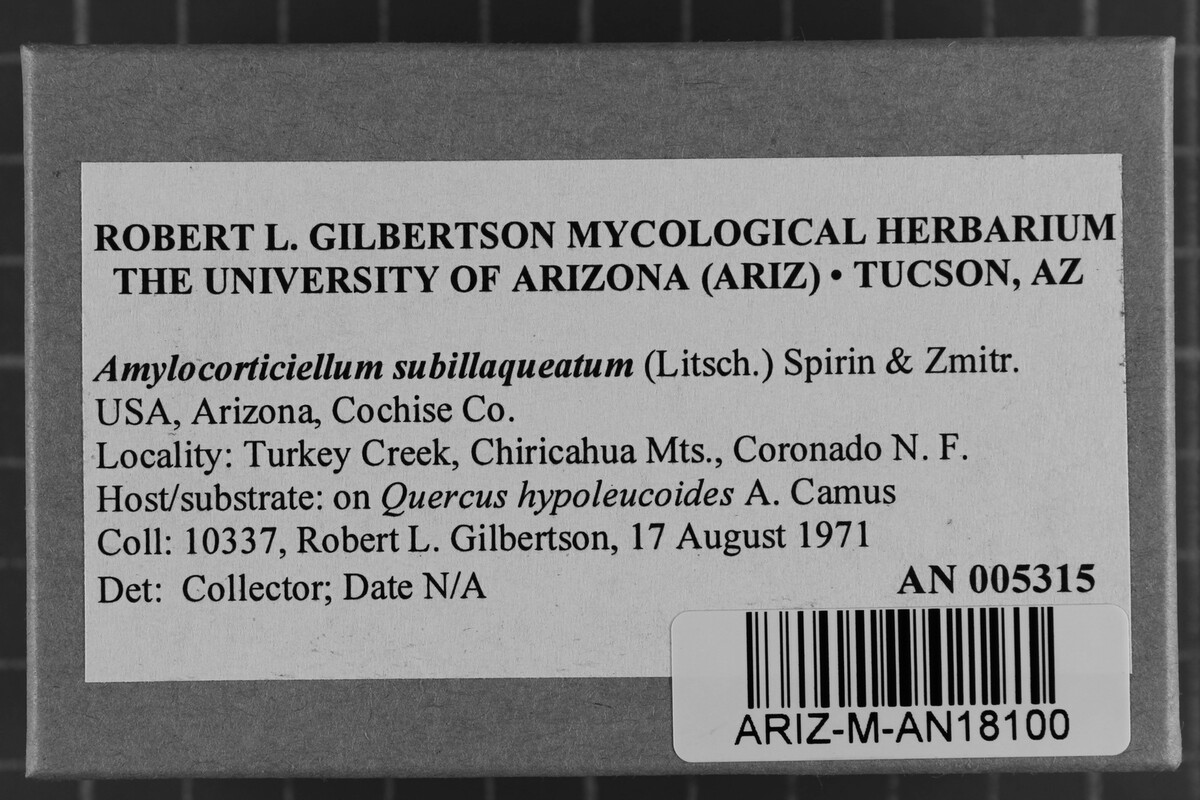 ROBERT L. GILBERTSON MYCOLOGICAL HERBARIUM
THE UNIVERSITY OF ARIZONA (ARIZ) • TUCSON, AZ
Amylocorticiellum subillaqueatum (Litsch.) Spirin & Zmitr.
USA, Arizona, Cochise Co.
Locality: Turkey Creek, Chiricahua Mts., Coronado N. F.
Host/substrate: on Quercus hypoleucoides A. Camus
Coll: 10337, Robert L. Gilbertson, 17 August 1971
Det: Collector; Date N/A
AN 005315
ARIZ-M-AN18100